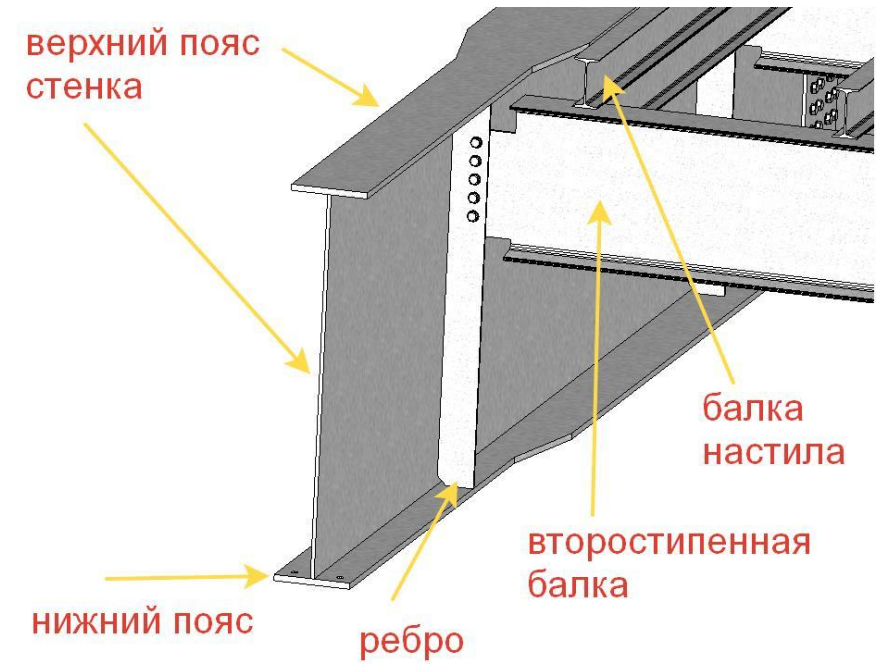 верхний пояс
стенка
балка
настила
второстипенная
балка
нижний пояс
ребро